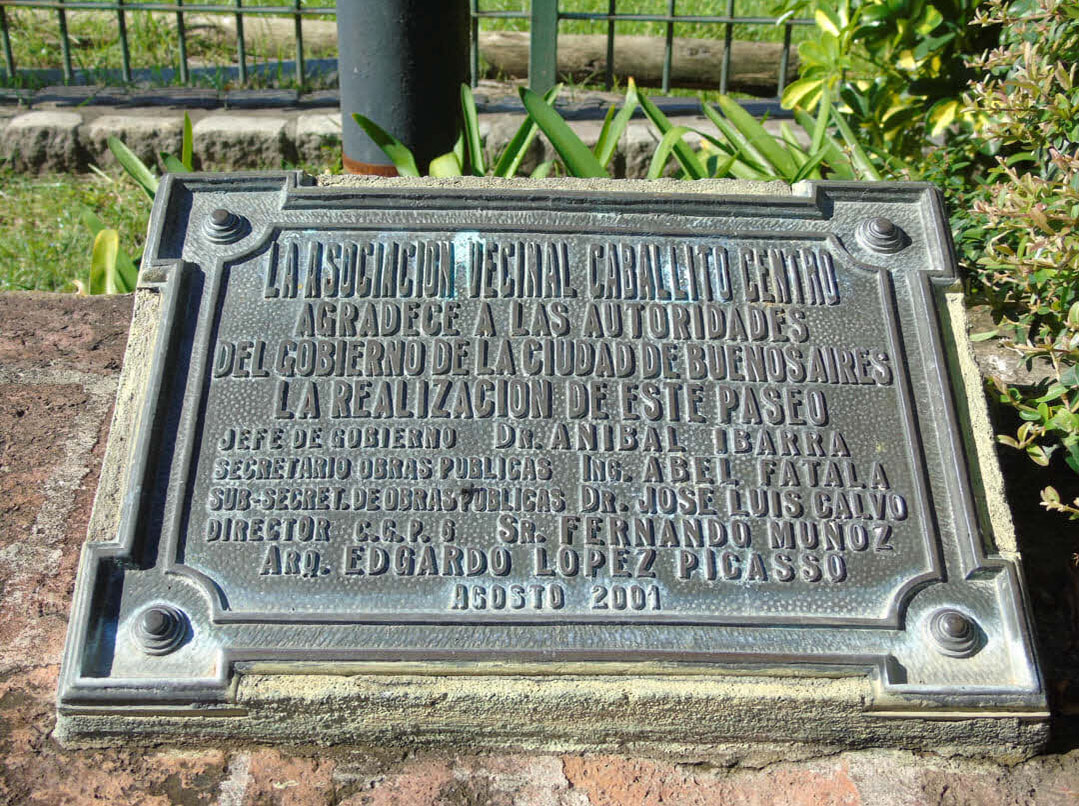 LA ASOCIACION VECINAL CABALLITO CENTRO
AGRADECE A LAS AUTORIDADES
DEL GOBIERNO DE LA CIUDAD DE BUENOS AIRES
LA REALIZACION DE ESTE PASEO
JEFE DE GOBIERNO DR. ANIBAL IBARRA
SECRETARIO OBRAS PUBLICAS ING. ABEL FATALA
SUB-SECRET. DE OBRAS PUBLICAS DR. JOSE LUIS CALVO
DIRECTOR C.G.P. 6 SR. FERNANDO MUÑOZ
ARQ. EDGARDO LOPEZ PICASSO
AGOSTO 2001